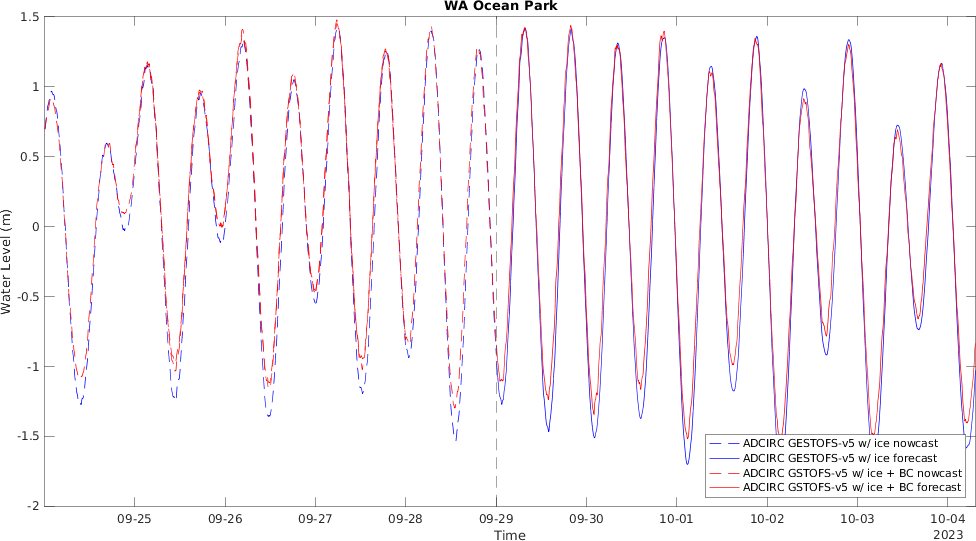 WA Ocean Park
1.5
1
0.5
0
-0.5
-1
-1.5
-2
Water Level (m)
09-25 09-26 09-27 09-28 09-29 09-30 10-01 10-02 10-03 10-04
Time
2023
ADCIRC GESTOFS-v5 w/ ice nowcast
ADCIRC GESTOFS-v5 w/ ice forecast
ADCIRC GSTOFS-v5 w/ ice + BC nowcast
ADCIRC GSTOFS-v5 w/ ice + BC forecast